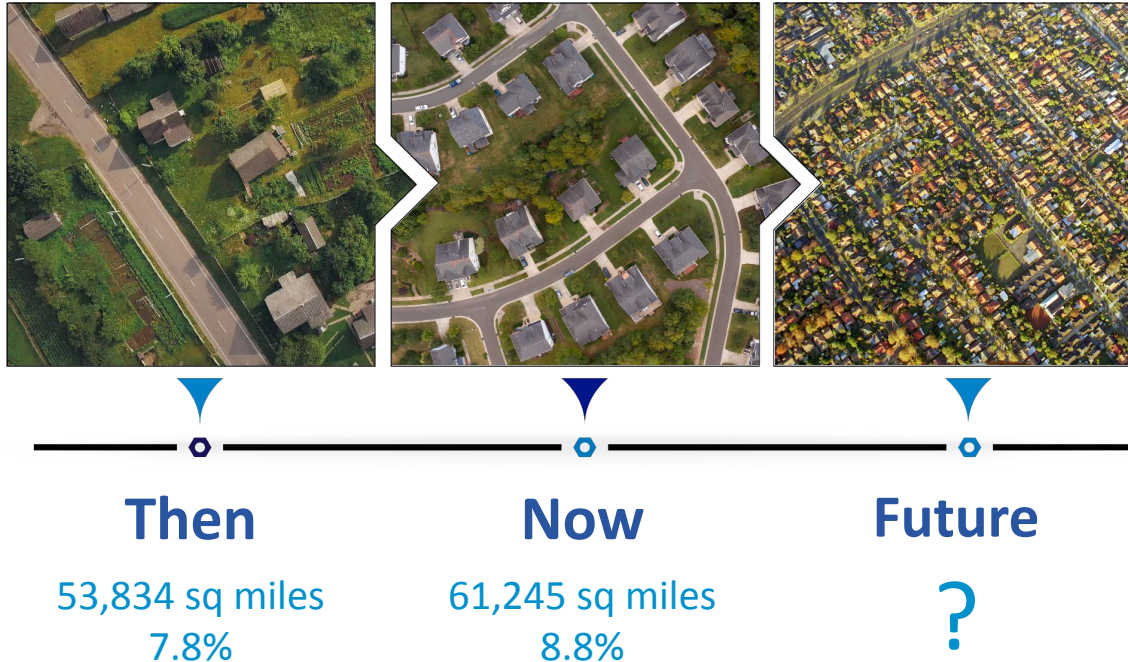 Then
53,834 sq miles
7.8%
Now
61,245 sq miles
8.8%
Future
?